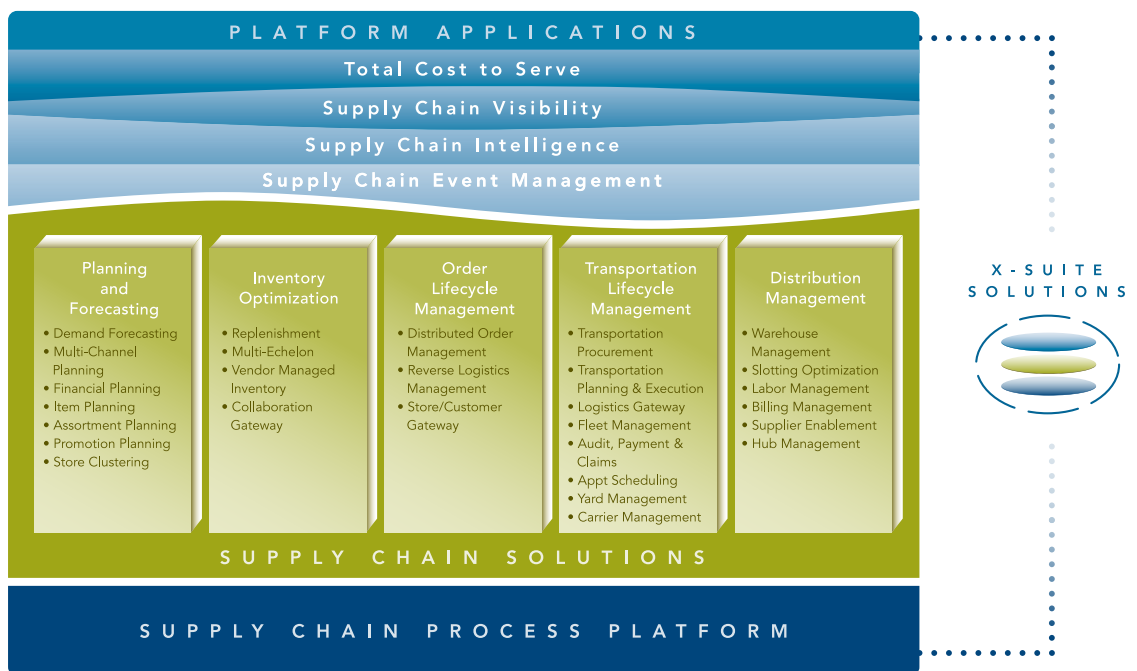 PLATFORM APPLICATIONS
Total Cost to Serve
Supply Chain Visibility
Supply Chain Intelligence
Supply Chain Event Management
Planning
and
Forecasting
• Demand Forecasting
• Multi-Channel
Planning
• Financial Planning
• Item Planning
• Assortment Planning
• Promotion Planning
• Store Clustering
Inventory
Optimization
• Replenishment
• Multi-Echelon
• Vendor Managed
Inventory
• Collaboration
Gateway
Order
Lifecycle
Management
• Distributed Order
Management
• Reverse Logistics
Management
• Store/Customer
Gateway
Transportation
Lifecycle
Management
• Transportation
Procurement
• Transportation
Planning & Execution
• Logistics Gateway
• Fleet Management
• Audit, Payment &
Claims
• Appt Scheduling
• Yard Management
• Carrier Management
Distribution
Management
• Warehouse
Management
• Slotting Optimization
• Labor Management
• Billing Management
• Supplier Enablement
• Hub Management
SUPPLY CHAIN SOLUTIONS
SUPPLY CHAIN PROCESS PLATFORM
X-SUITE
SOLUTIONS